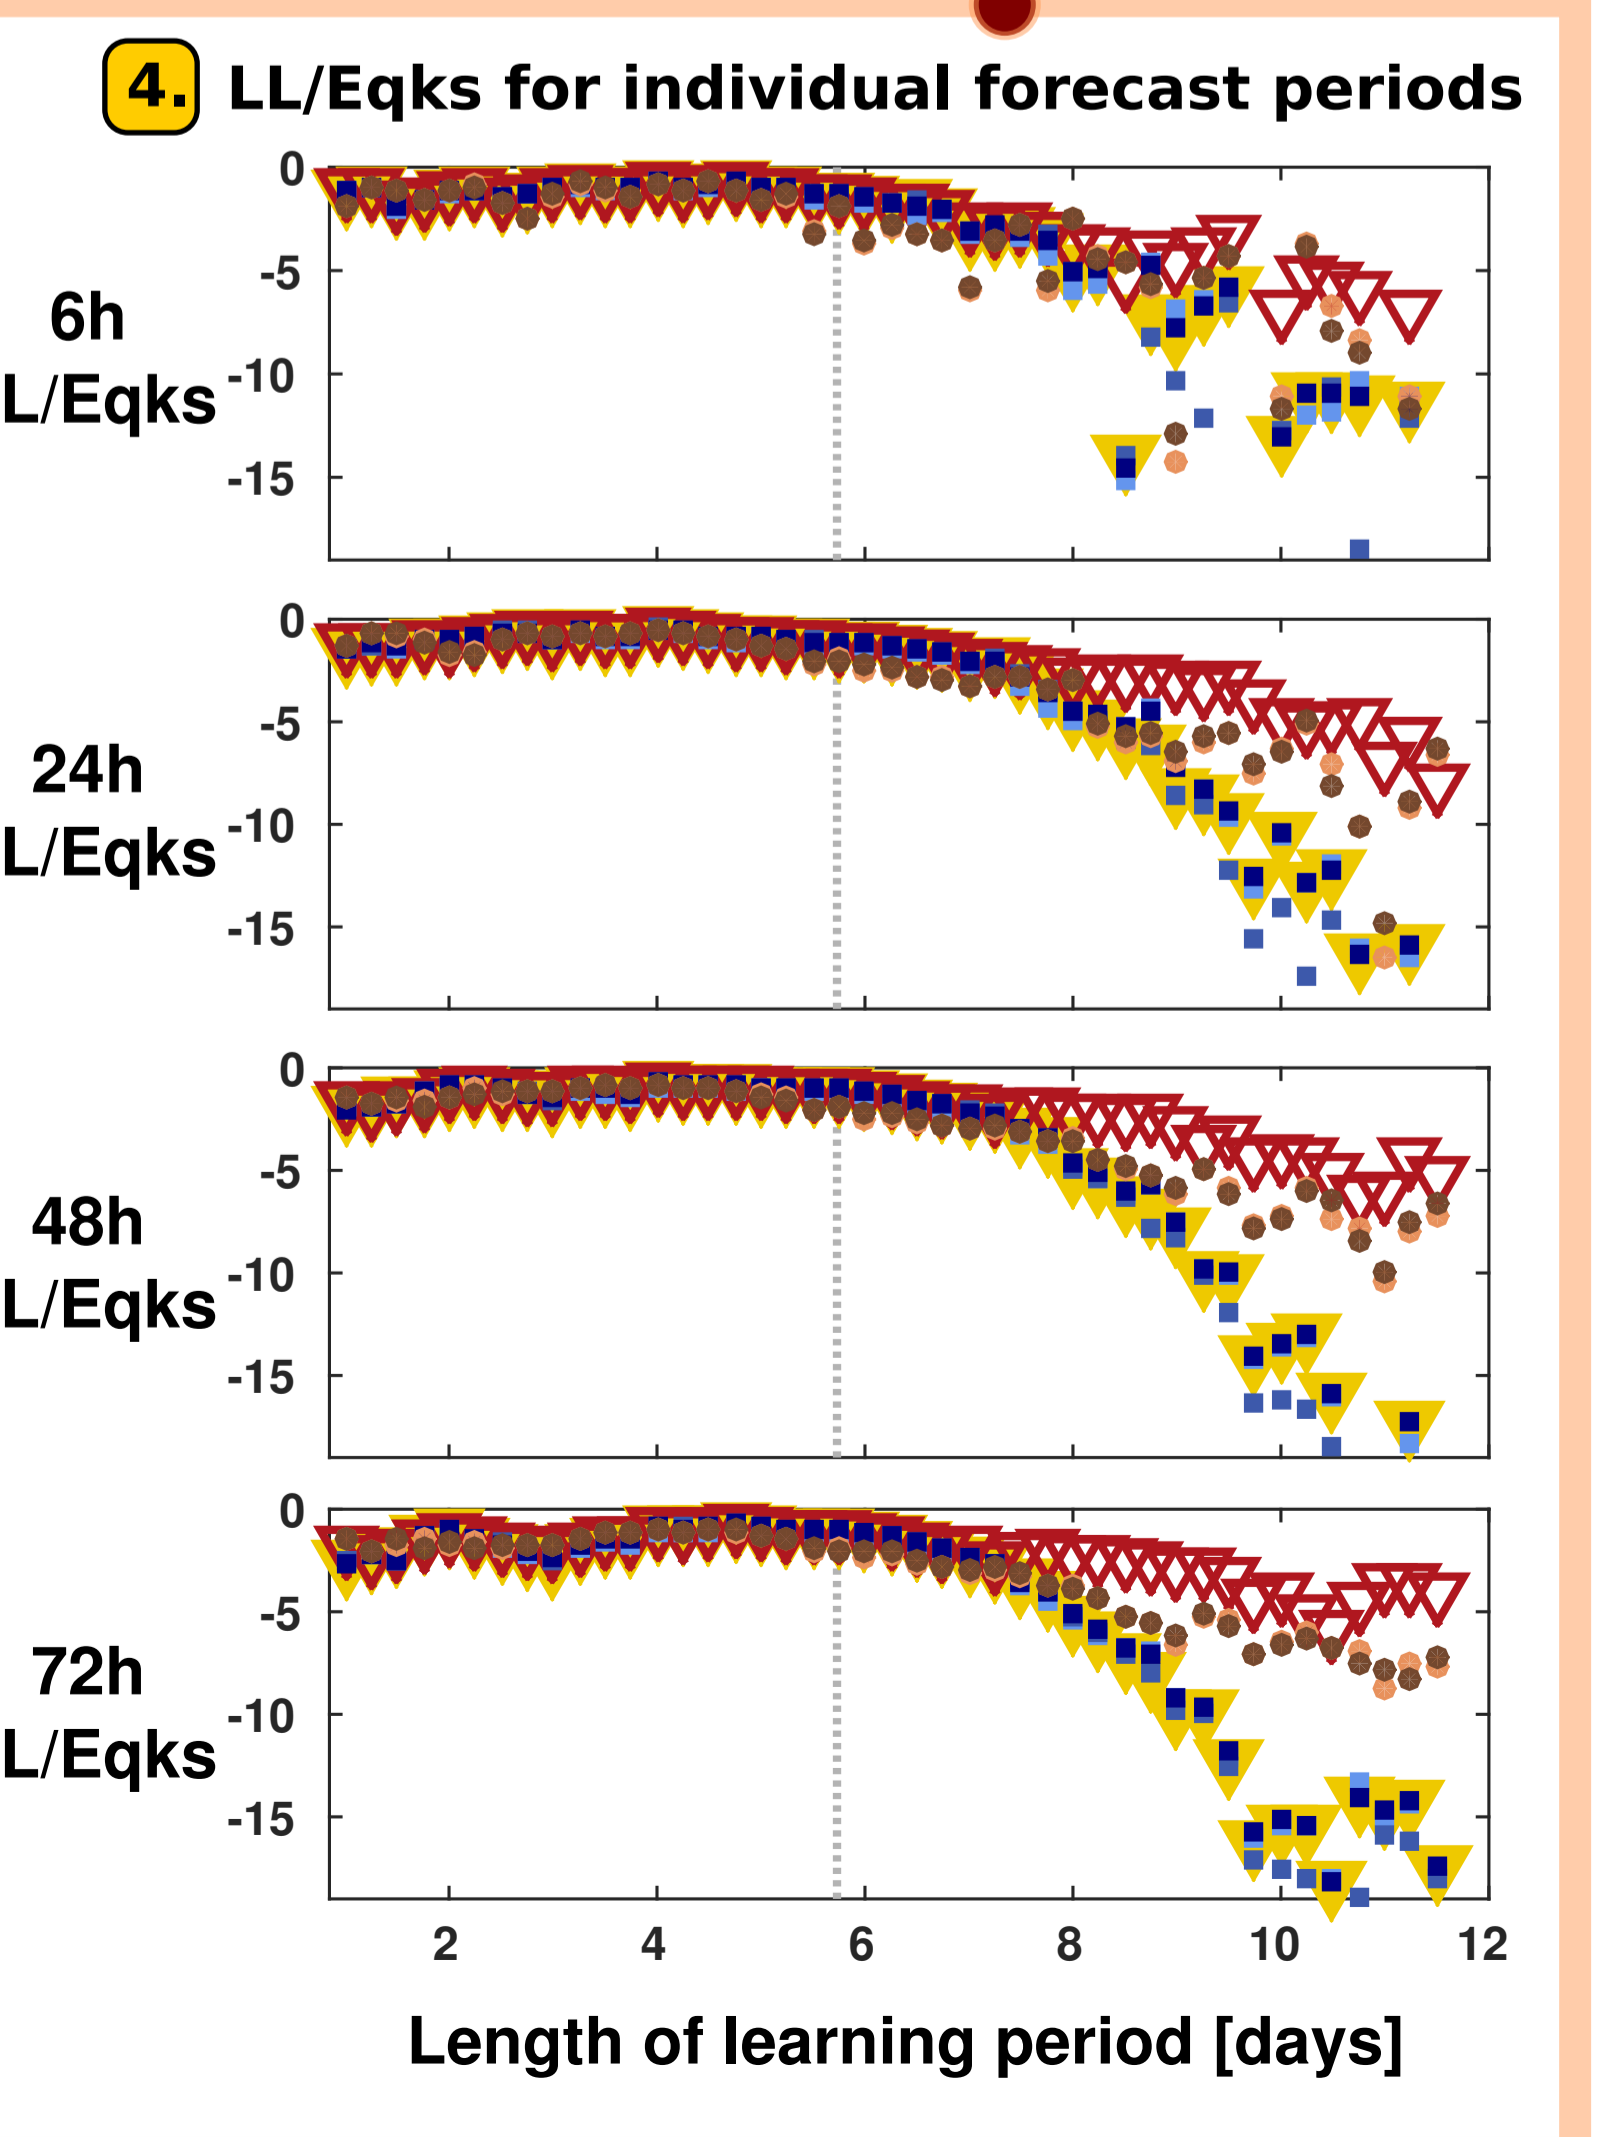 4. LL/Eqks for individual forecast periods
0
-5
-10
-15
6h
L/Eqks
0
-5
-10
-15
24h
L/Eqks
0
-5
-10
-15
48h
L/Eqks
0
-5
-10
-15
72h
L/Eqks
2 4 6 8 10 12
Length of learning period [days]